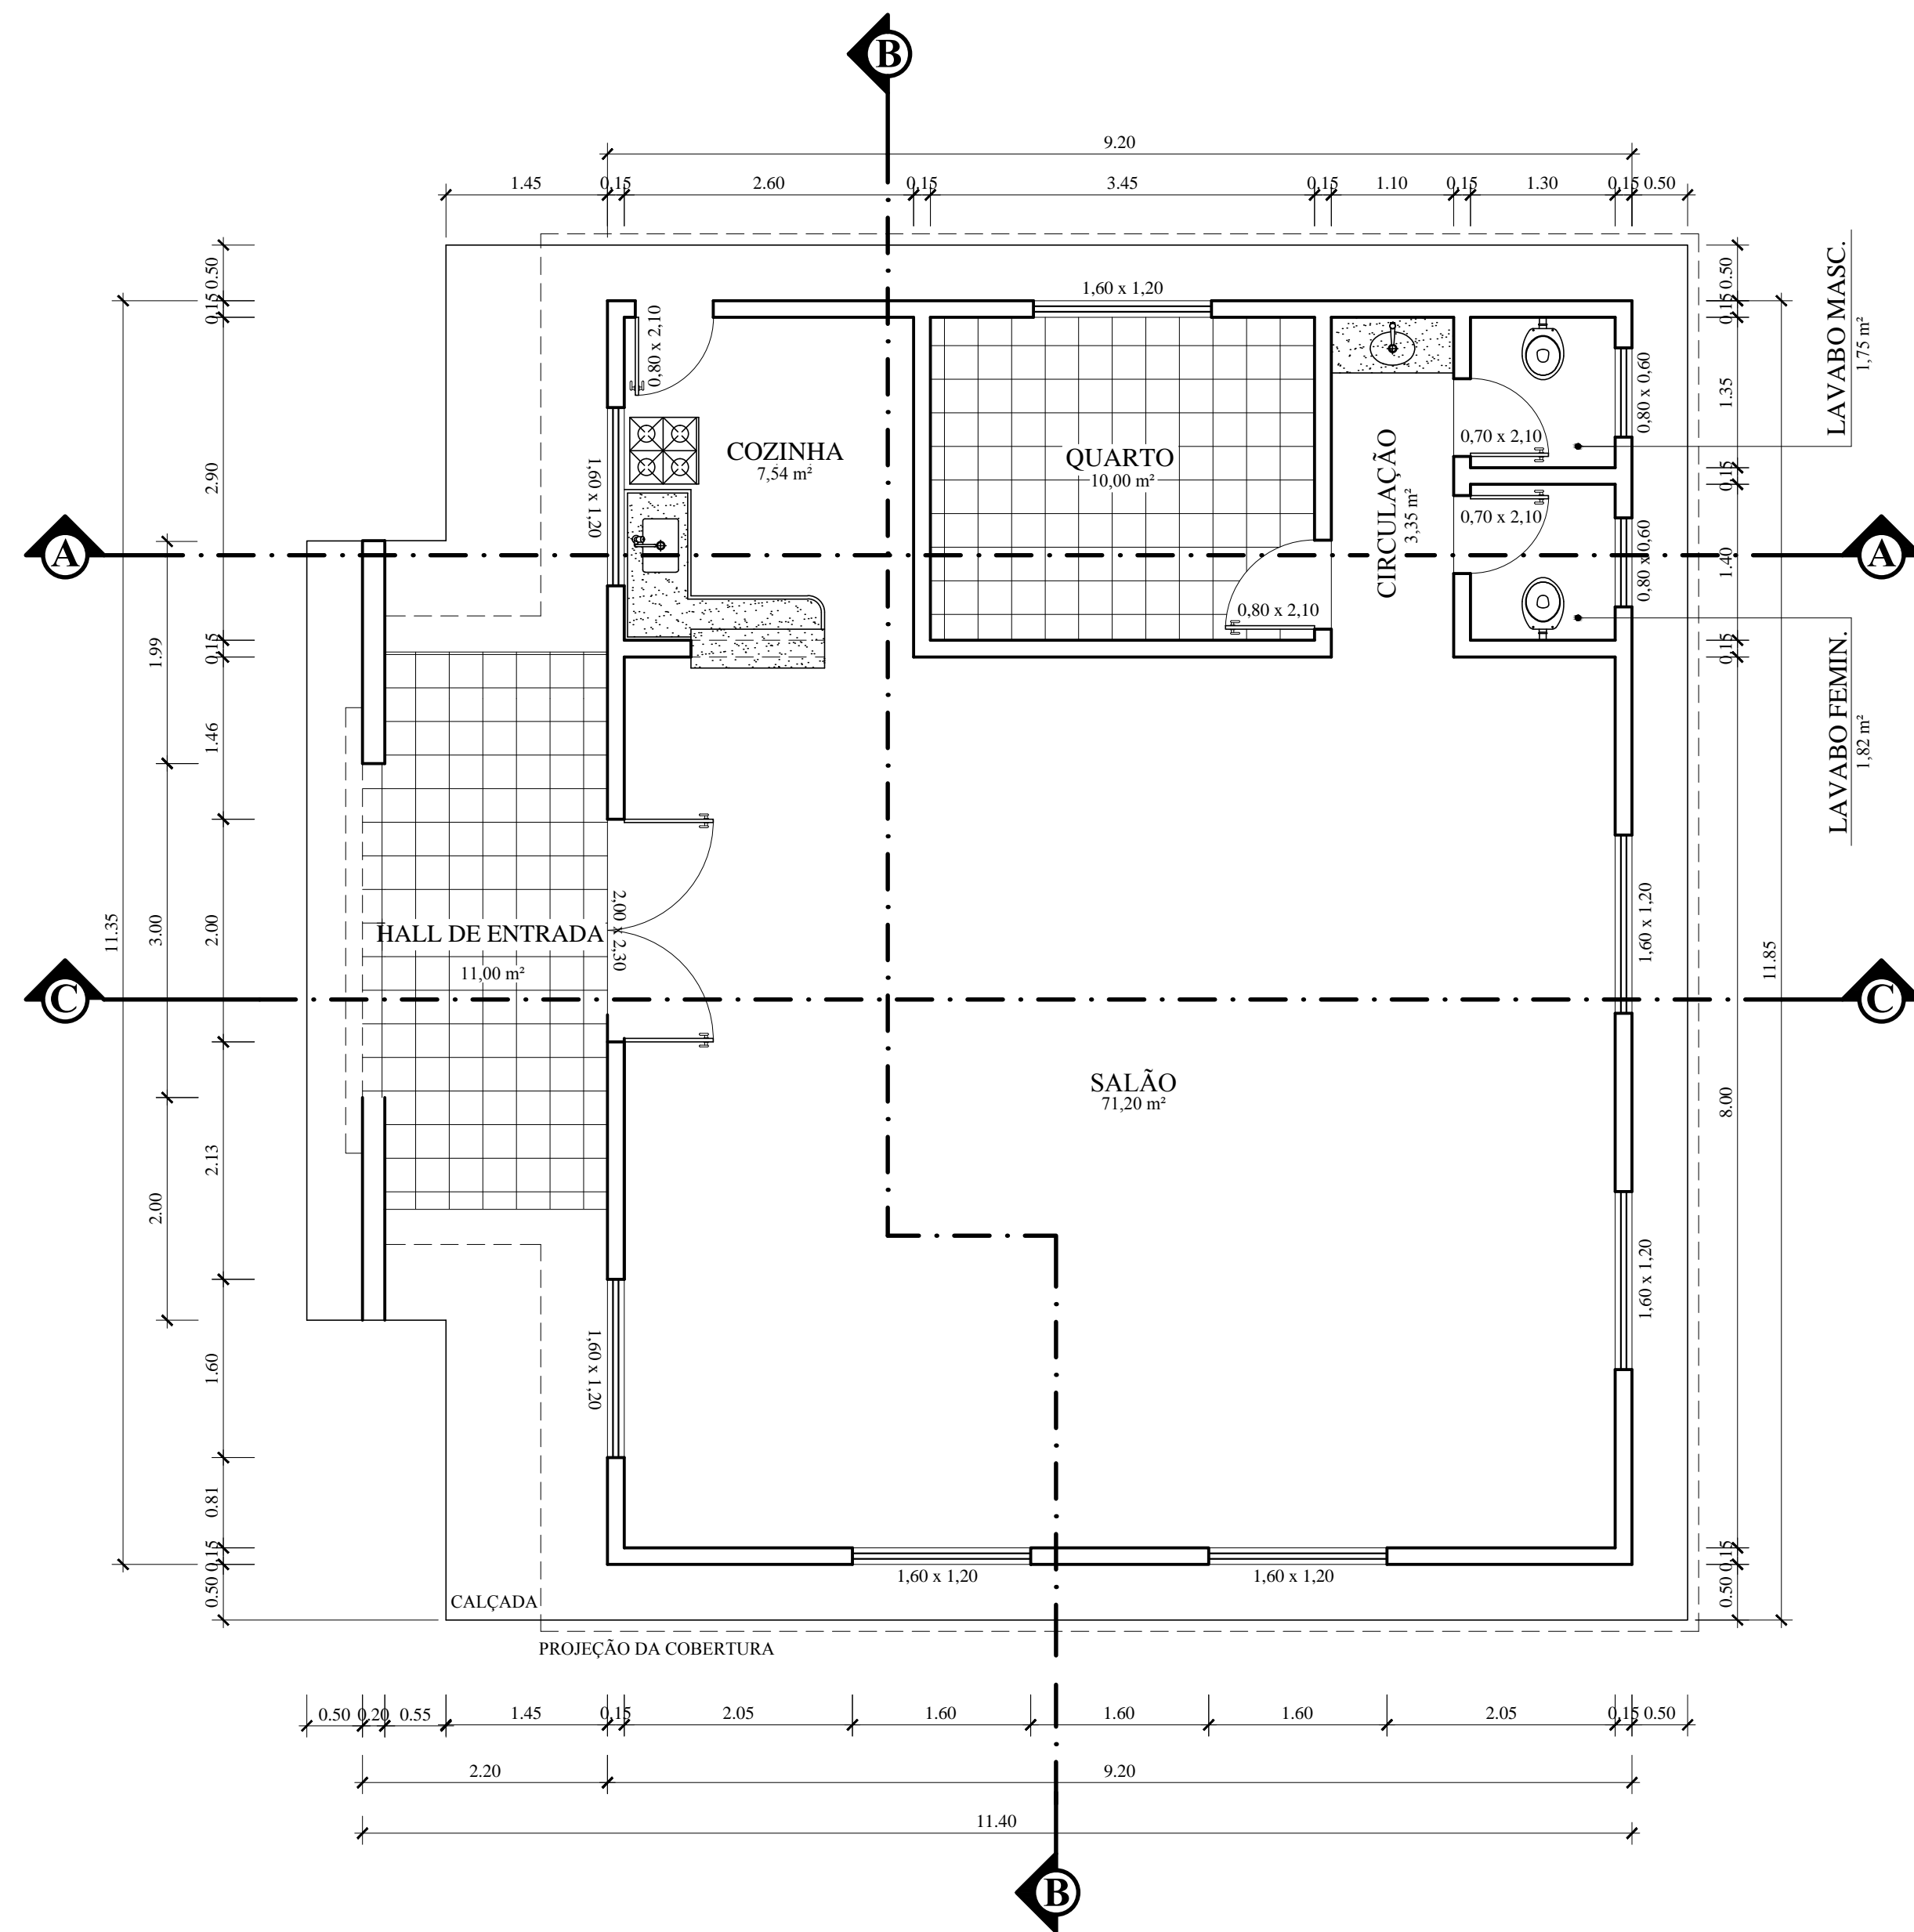 B
9.20
1.45
0,15
2.60
0,15
3.45
0,15
1.10
0,15
1.30
0,15
0.50
0.50
0,15
2.90
0,15
1.46
2.00
2.13
1.60
0.81
0,15
0.50
1.99
3.00
2.00
11.35
1,60 x 1,20
0,80 x 2,10
COZINHA
7,54 m²
1,60 x 1,20
QUARTO
10,00 m²
0,80 x 2,10
CIRCULAÇÃO
3,35 m²
0,70 x 2,10
0,70 x 2,10
0,80 x 0,60
0,80 x 0,60
0.50
0,15
1.35
0,15
1.40
0,15
8.00
0,15
0.50
11.85
LAVABO MASC.
1,75 m²
LAVABO FEMIN.
1,82 m²
A
A
HALL DE ENTRADA
11,00 m²
2,00 x 2,30
C
C
SALÃO
71,20 m²
1,60 x 1,20
1,60 x 1,20
1,60 x 1,20
1,60 x 1,20
1,60 x 1,20
CALÇADA
PROJEÇÃO DA COBERTURA
0.50
0.20
0.55
1.45
0,15
2.05
1.60
1.60
1.60
2.05
0,15
0.50
2.20
9.20
11.40
B